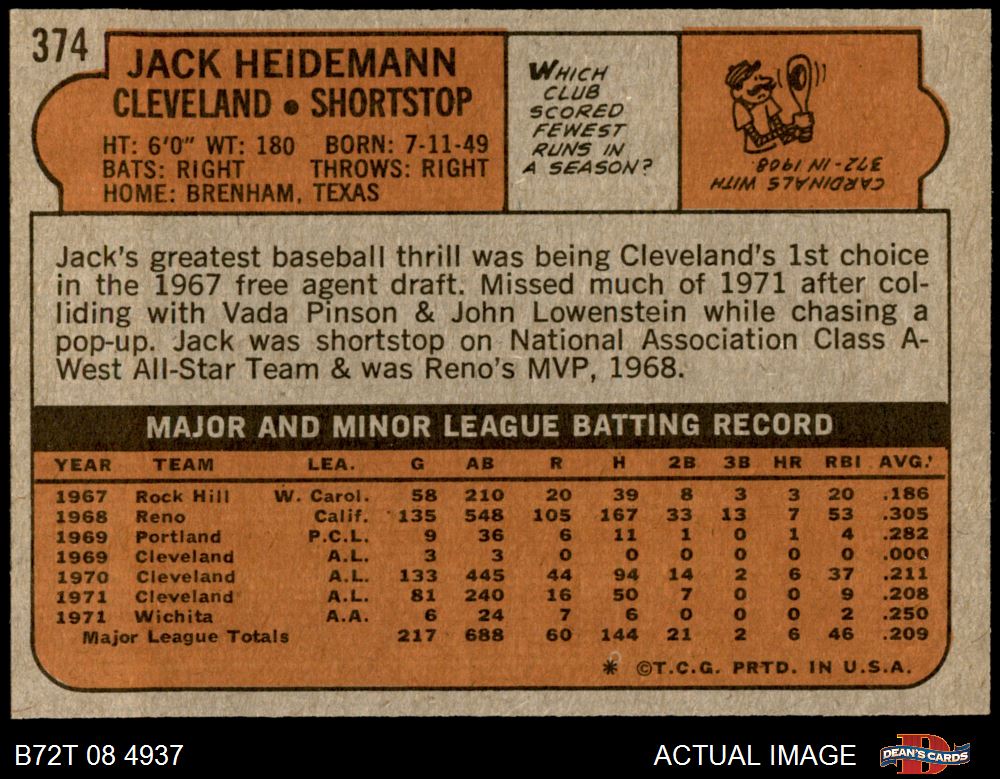 374
JACK HEIDEMANN
CLEVELAND • SHORTSTOP
HT: 6'0" WT: 180 BORN: 7-11-49
BATS: RIGHT THROWS: RIGHT
HOME: BRENHAM, TEXAS
WHICH
CLUB
SCORED
FEWEST
RUNS IN
A SEASON?
CARDINALS WITH
372 IN 1908.
Jack's greatest baseball thrill was being Cleveland's 1st choice
in the 1967 free agent draft. Missed much of 1971 after col-
liding with Vada Pinson & John Lowenstein while chasing a
pop-up. Jack was shortstop on National Association Class A-
West All-Star Team & was Reno's MVP, 1968.
MAJOR AND MINOR LEAGUE BATTING RECORD
YEAR TEAM LEA. G AB R H 2B 3B HR RBI AVG.
1967 Rock Hill W. Carol. 58 210 20 39 8 3 3 20 .186
1968 Reno Calif. 135 548 105 167 33 13 7 53 .305
1969 Portland P.C.L. 9 36 6 11 1 0 1 4 .282
1969 Cleveland A.L. 3 3 0 0 0 0 0 0 .000
1970 Cleveland A.L. 133 445 44 94 14 2 6 37 .211
1971 Cleveland A.L. 81 240 16 50 7 0 0 9 .208
1971 Wichita A.A. 6 24 7 6 0 0 0 2 .250
Major League Totals 217 688 60 144 21 2 6 46 .209
* ©T.C.G. PRTD. IN U.S.A.
B72T 08 4937
ACTUAL IMAGE
DEAN'S CARDS